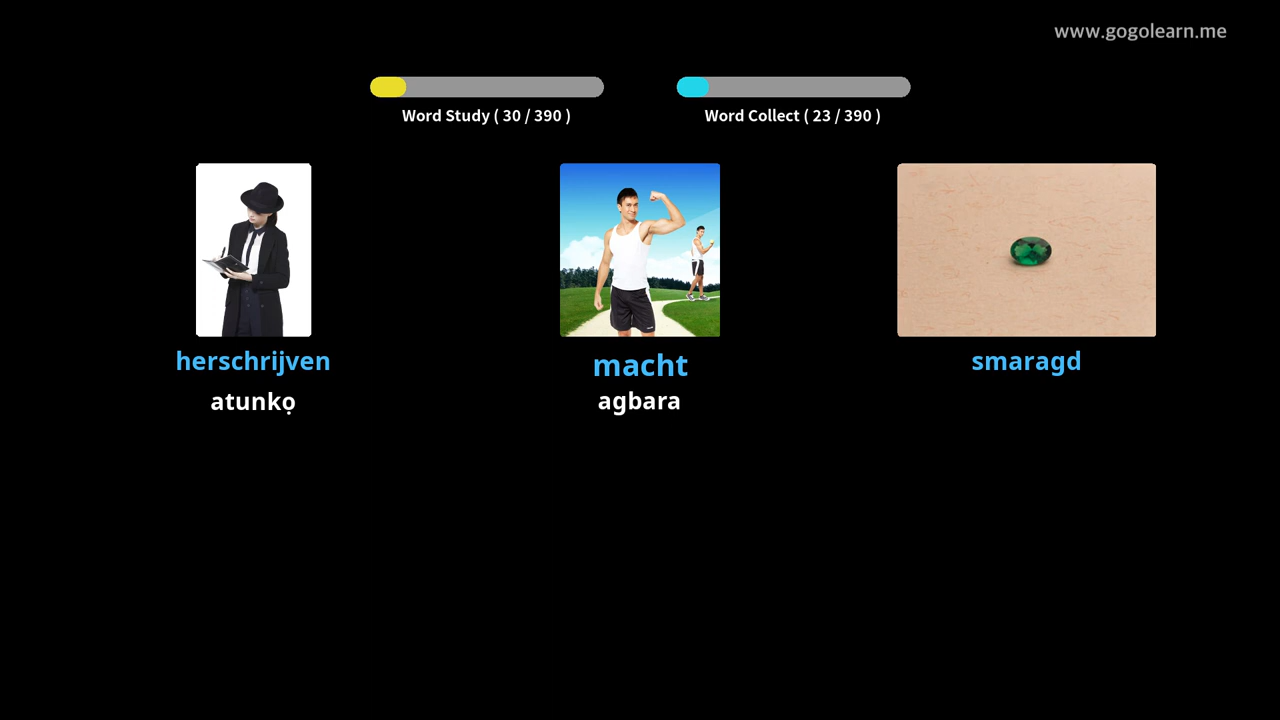 www.gogolearn.me
Word Study ( 30 / 390 )
Word Collect ( 23 / 390 )
herschrijven
macht
smaragd
atunkọ
agbara